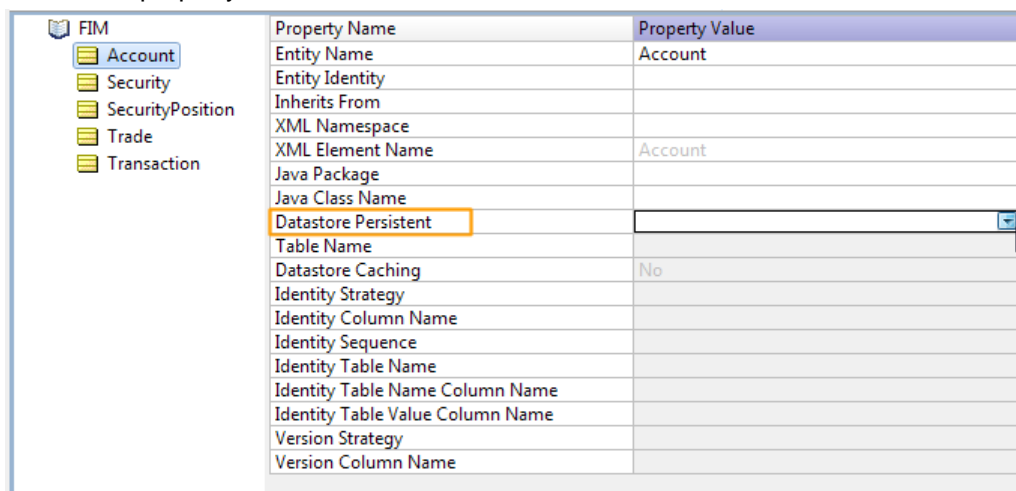 FIM
Account
Security
SecurityPosition
Trade
Transaction
Property Name Property Value
Entity Name Account
Entity Identity
Inherits From
XML Namespace
XML Element Name Account
Java Package
Java Class Name
Datastore Persistent
Table Name
Datastore Caching No
Identity Strategy
Identity Column Name
Identity Sequence
Identity Table Name
Identity Table Name Column Name
Identity Table Value Column Name
Version Strategy
Version Column Name